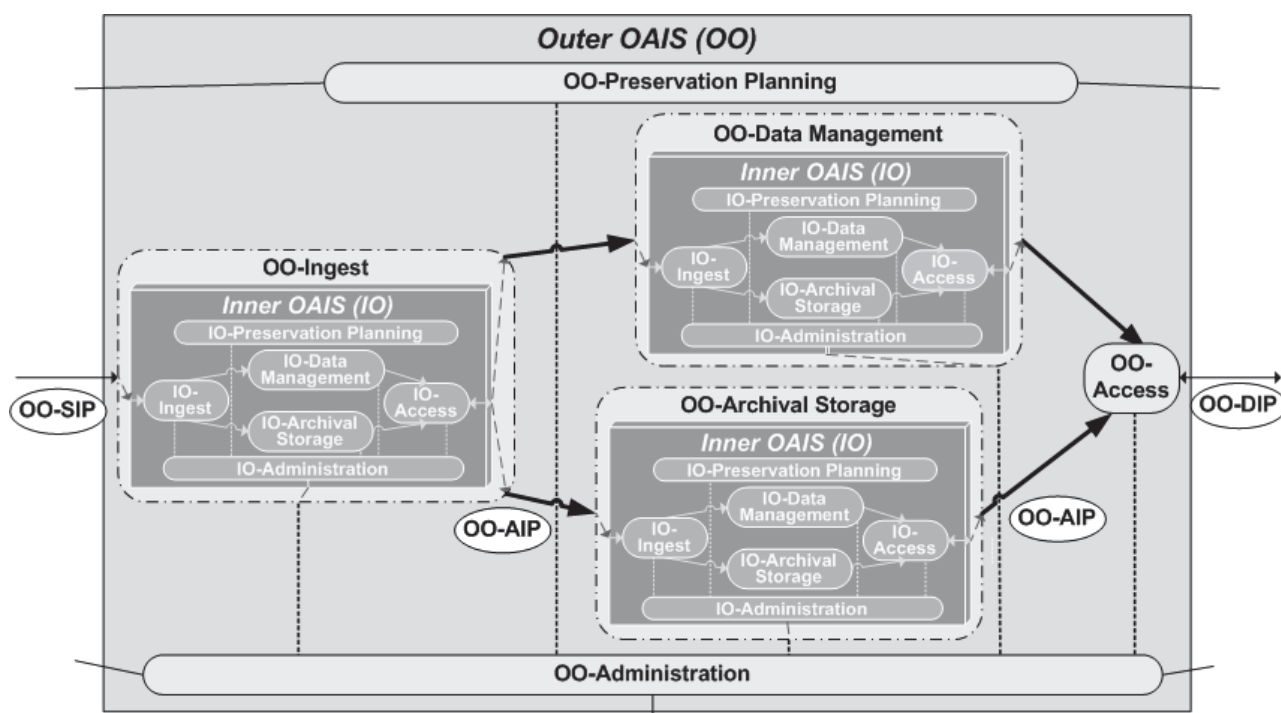 Outer OAIS (OO)
OO-Preservation Planning
OO-Data Management
Inner OAIS (IO)
IO-Preservation Planning
IO-Data
Management
IO-
Ingest
IO-
Access
IO-Archival
Storage
IO-Administration
OO-Ingest
Inner OAIS (IO)
IO-Preservation Planning
IO-Data
Management
IO-
Ingest
IO-
Access
IO-Archival
Storage
IO-Administration
OO-SIP
OO-
Access
OO-DIP
OO-Archival Storage
Inner OAIS (IO)
IO-Preservation Planning
IO-Data
Management
IO-
Ingest
IO-
Access
IO-Archival
Storage
IO-Administration
OO-AIP
OO-AIP
OO-Administration